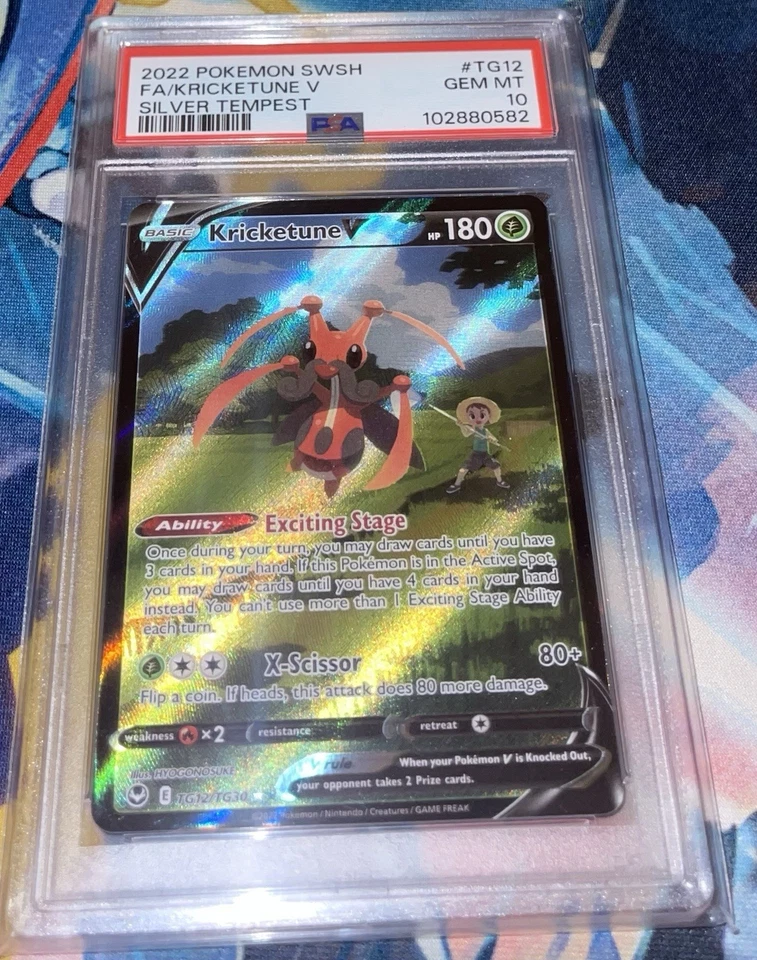 2022 POKEMON SWSH #TG12
FA/KRICKETUNE V GEM MT
SILVER TEMPEST 10
PSA 102880582
BASIC Kricketune V HP 180
Ability Exciting Stage
Once during your turn, you may draw cards until you have
3 cards in your hand. If this Pokémon is in the Active Spot,
you may draw cards until you have 4 cards in your hand
instead. You can't use more than 1 Exciting Stage Ability
each turn.
X-Scissor 80+
Flip a coin. If heads, this attack does 80 more damage.
weakness ×2 resistance retreat
V rule When your Pokémon V is Knocked Out,
your opponent takes 2 Prize cards.
Illus. HYOGONOSUKE
E TG12/TG30
©2022 Pokémon / Nintendo / Creatures / GAME FREAK